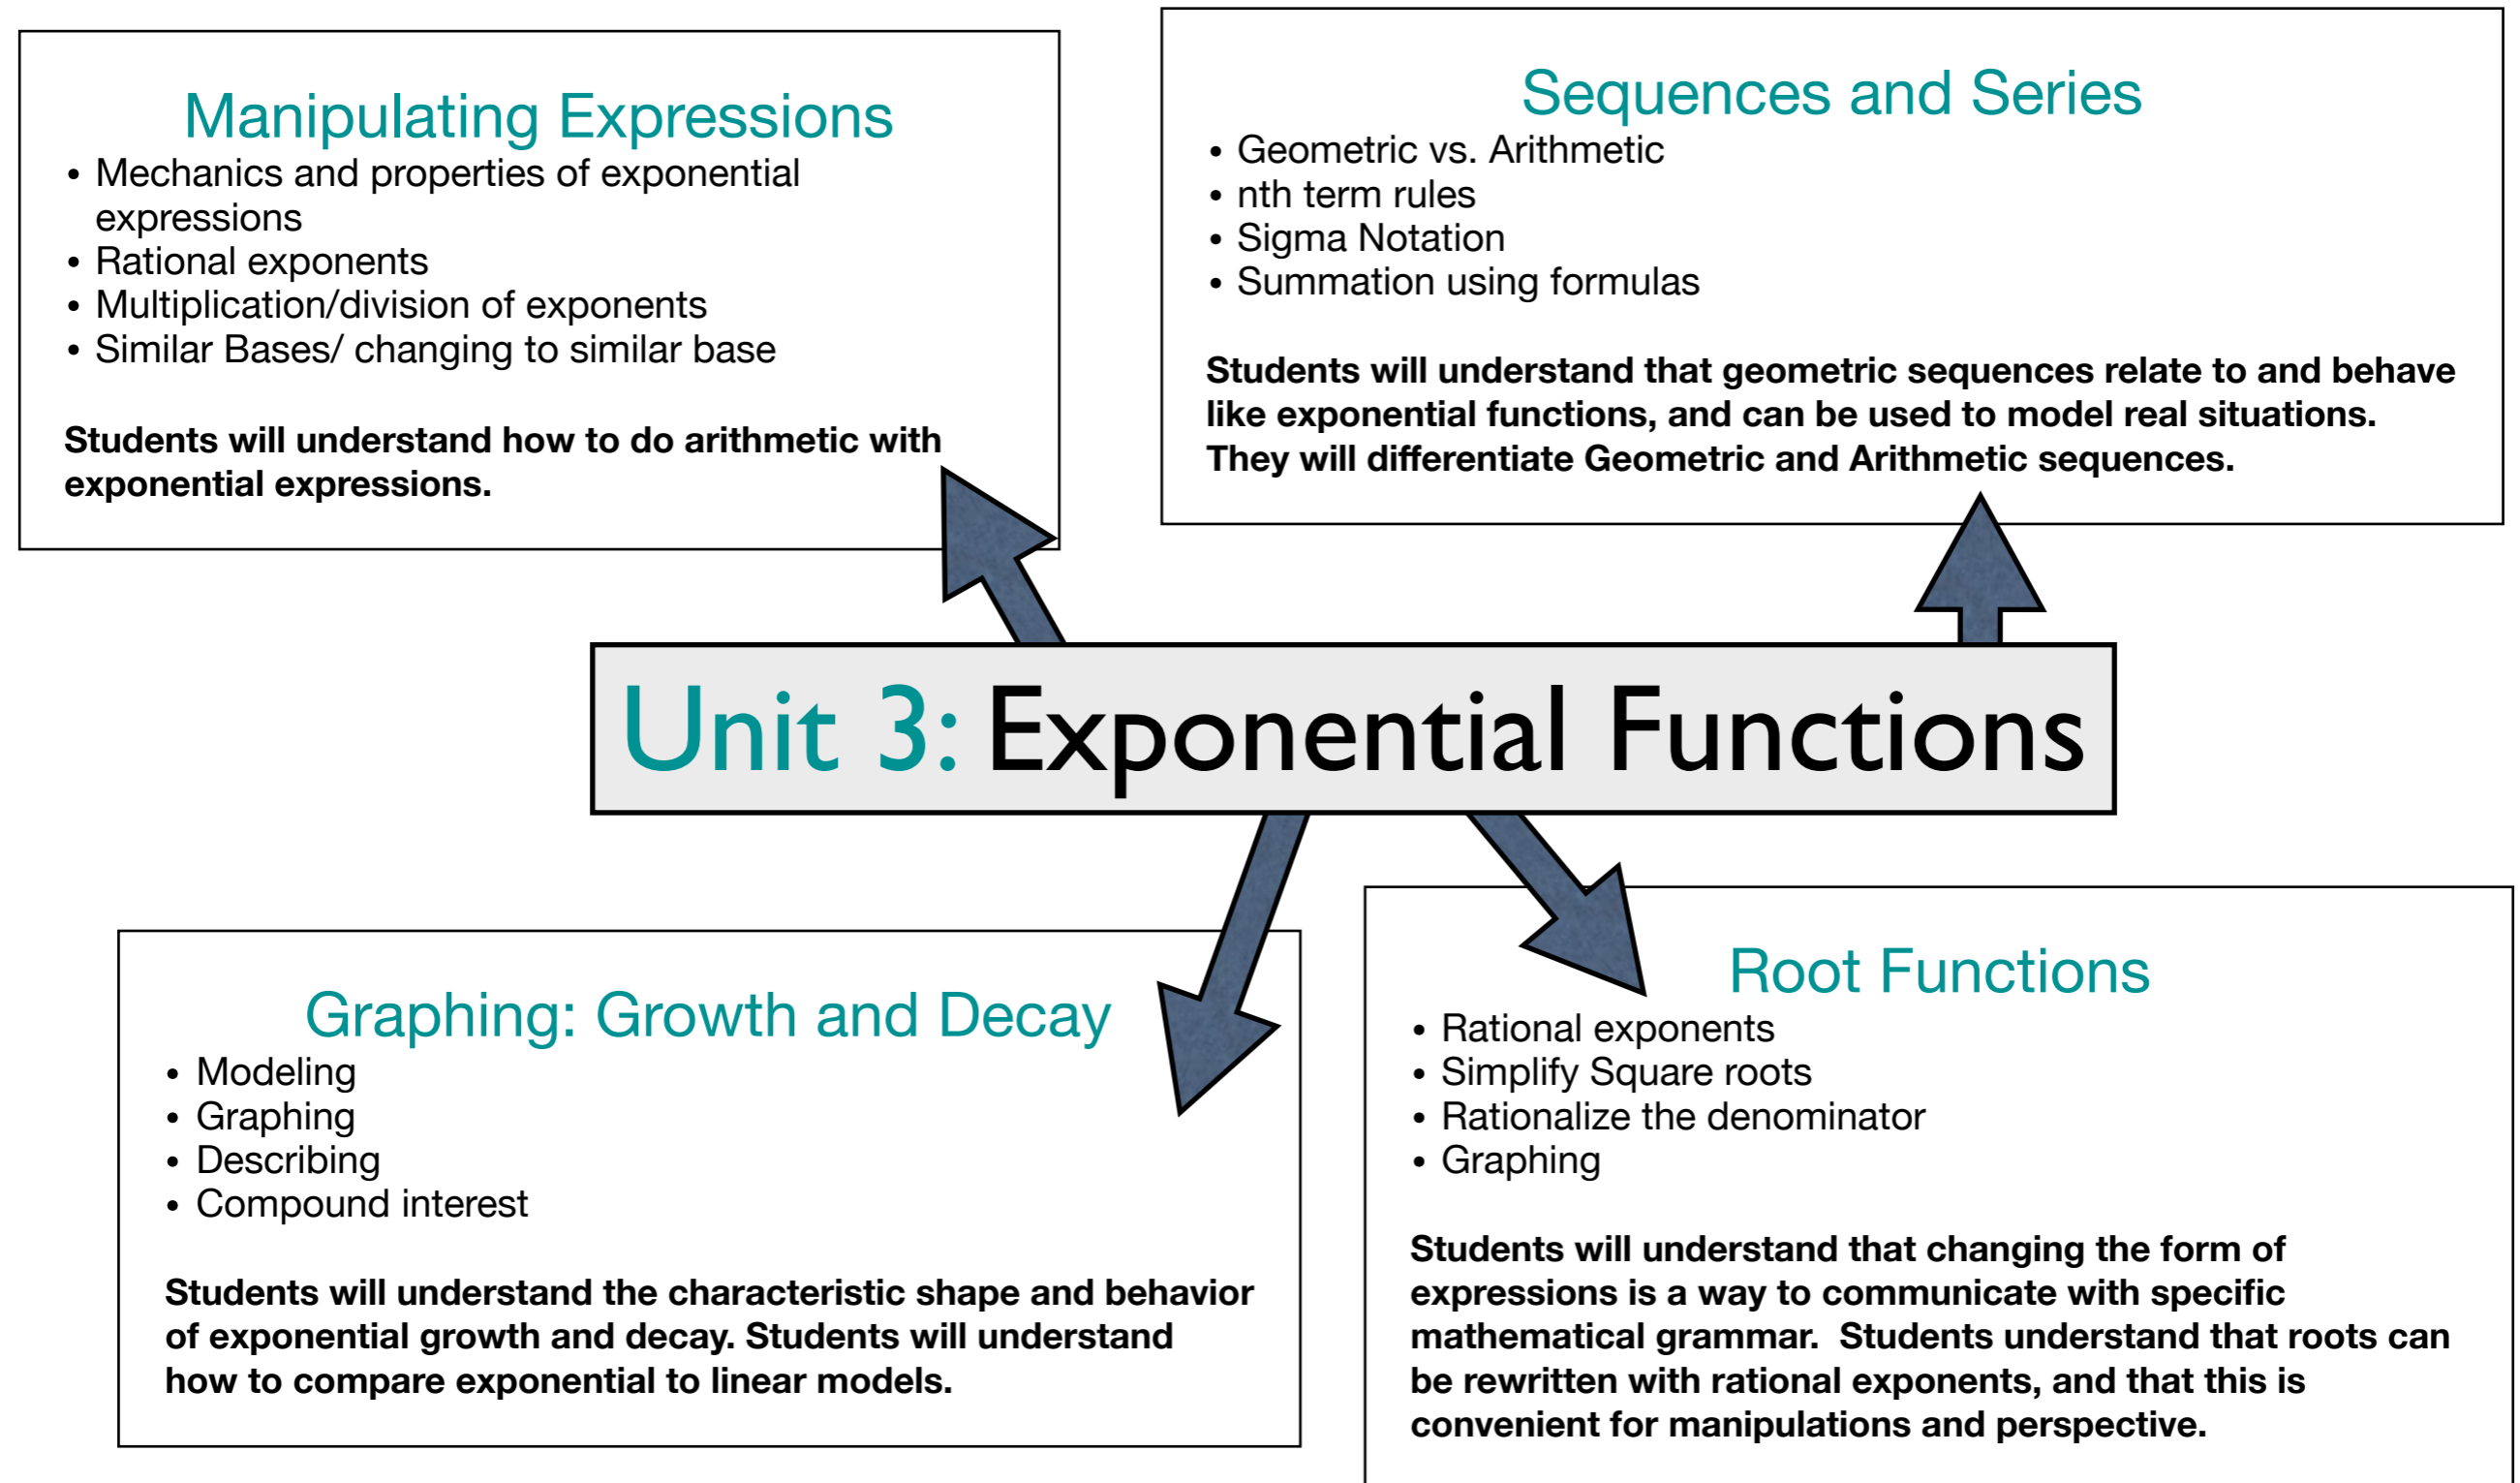 Manipulating Expressions
• Mechanics and properties of exponential
expressions
• Rational exponents
• Multiplication/division of exponents
• Similar Bases/ changing to similar base
Students will understand how to do arithmetic with
exponential expressions.
Sequences and Series
• Geometric vs. Arithmetic
• nth term rules
• Sigma Notation
• Summation using formulas
Students will understand that geometric sequences relate to and behave
like exponential functions, and can be used to model real situations.
They will differentiate Geometric and Arithmetic sequences.
Unit 3: Exponential Functions
Graphing: Growth and Decay
• Modeling
• Graphing
• Describing
• Compound interest
Students will understand the characteristic shape and behavior
of exponential growth and decay. Students will understand
how to compare exponential to linear models.
Root Functions
• Rational exponents
• Simplify Square roots
• Rationalize the denominator
• Graphing
Students will understand that changing the form of
expressions is a way to communicate with specific
mathematical grammar.  Students understand that roots can
be rewritten with rational exponents, and that this is
convenient for manipulations and perspective.